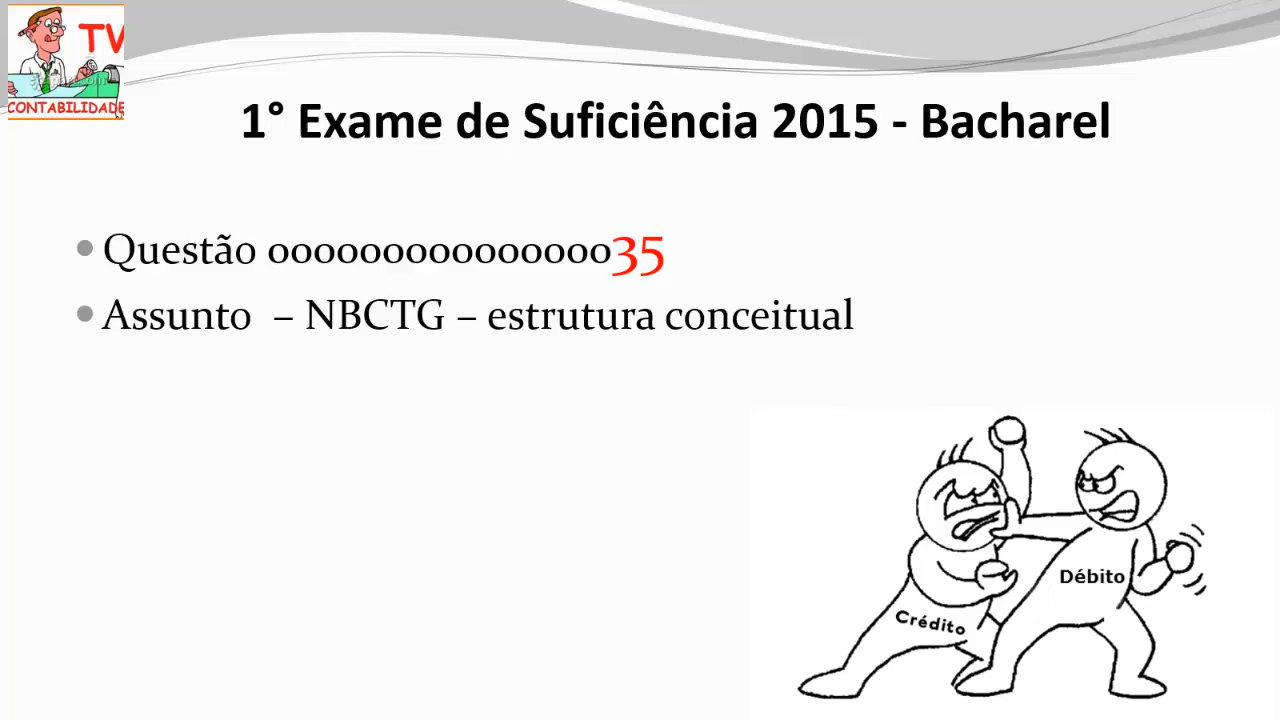 TV
CONTABILIDADE
1° Exame de Suficiência 2015 - Bacharel
Questão ooooooooooooooo35
Assunto – NBCTG – estrutura conceitual
Débito
Crédito